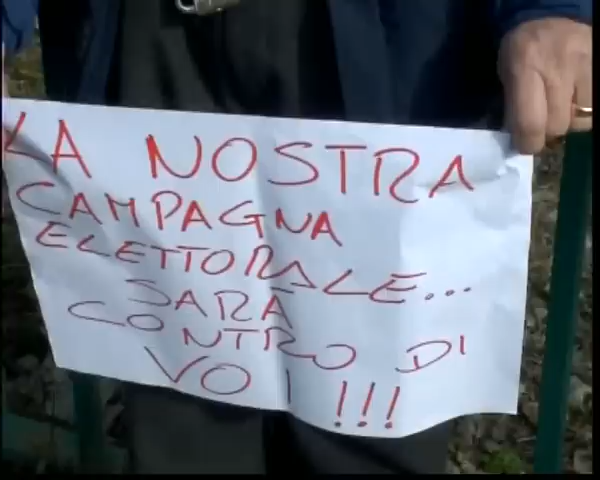 LA NOSTRA
CAMPAGNA
ELETTORALE...
SARÀ
CONTRO DI
VOI !!!